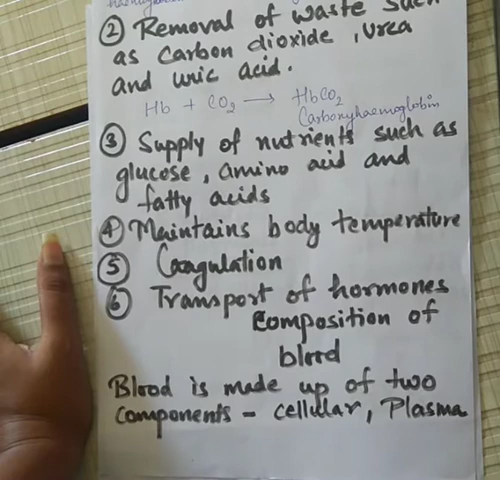 ② Removal of waste such
as carbon dioxide, urea
and uric acid.
Hb + CO₂ → HbCO₂
Carbonyhaemoglobin
③ Supply of nutrients such as
glucose, amino acid and
fatty acids
④ Maintains body temperature
⑤ Coagulation
⑥ Transport of hormones
Composition of
blood
Blood is made up of two
components - cellular, Plasma